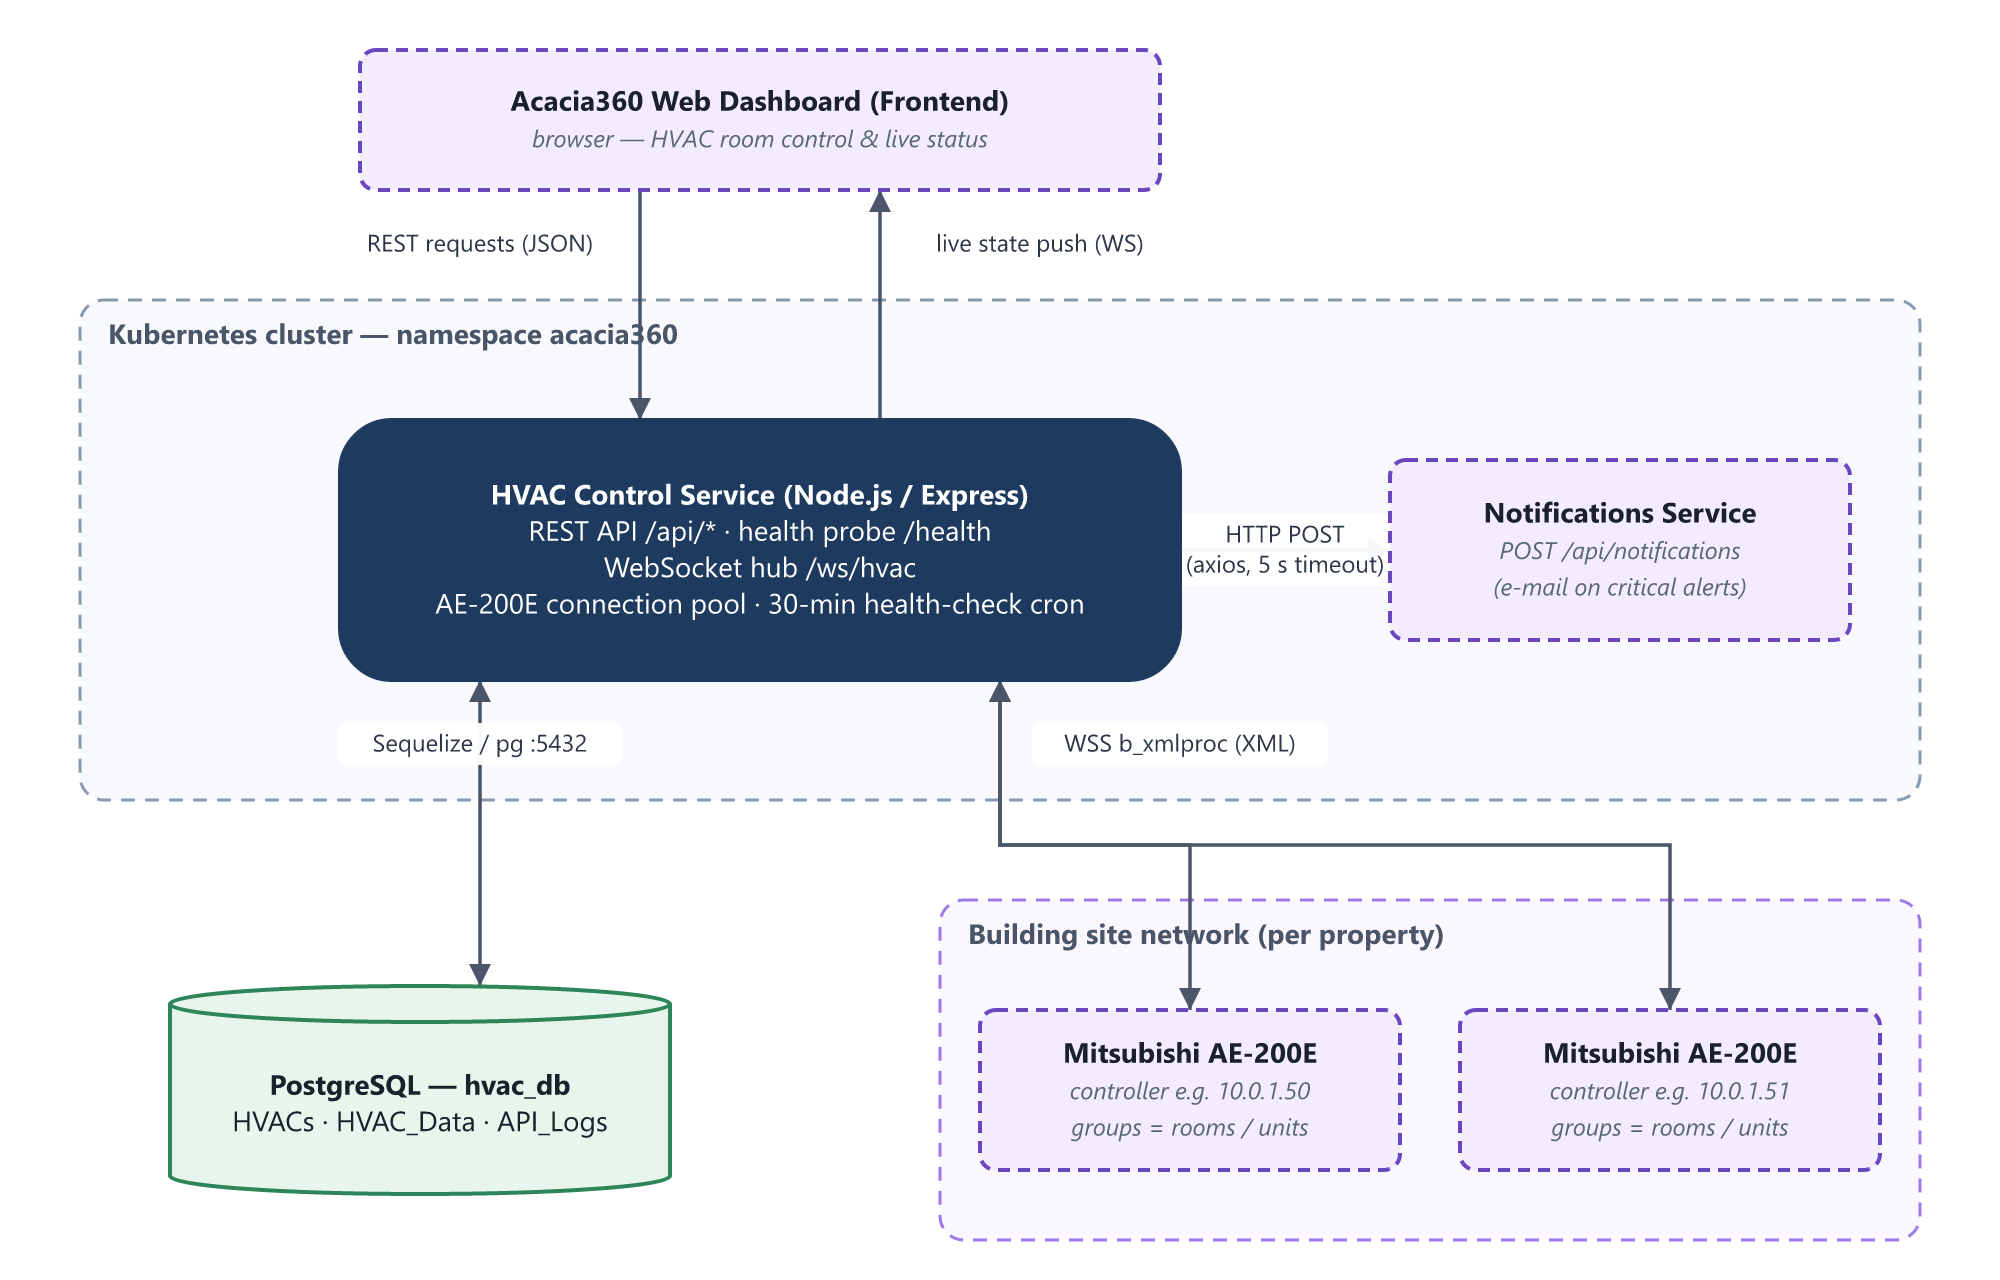 Acacia360 Web Dashboard (Frontend)
browser — HVAC room control & live status
REST requests (JSON)
live state push (WS)
Kubernetes cluster — namespace acacia360
HVAC Control Service (Node.js / Express)
REST API /api/* · health probe /health
WebSocket hub /ws/hvac
AE-200E connection pool · 30-min health-check cron
HTTP POST
(axios, 5 s timeout)
Notifications Service
POST /api/notifications
(e-mail on critical alerts)
Sequelize / pg :5432
WSS b_xmlproc (XML)
Building site network (per property)
Mitsubishi AE-200E
controller e.g. 10.0.1.50
groups = rooms / units
Mitsubishi AE-200E
controller e.g. 10.0.1.51
groups = rooms / units
PostgreSQL — hvac_db
HVACs · HVAC_Data · API_Logs